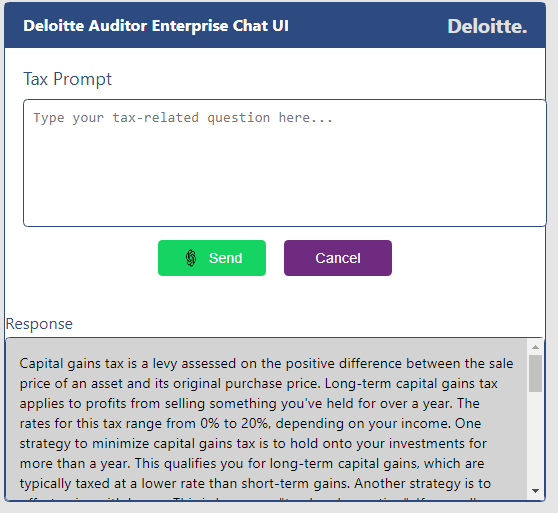 Deloitte Auditor Enterprise Chat UI
Deloitte.
Tax Prompt
Type your tax-related question here...
Send
Cancel
Response
Capital gains tax is a levy assessed on the positive difference between the sale
price of an asset and its original purchase price. Long-term capital gains tax
applies to profits from selling something you've held for over a year. The
rates for this tax range from 0% to 20%, depending on your income. One
strategy to minimize capital gains tax is to hold onto your investments for
more than a year. This qualifies you for long-term capital gains, which are
typically taxed at a lower rate than short-term gains. Another strategy is to